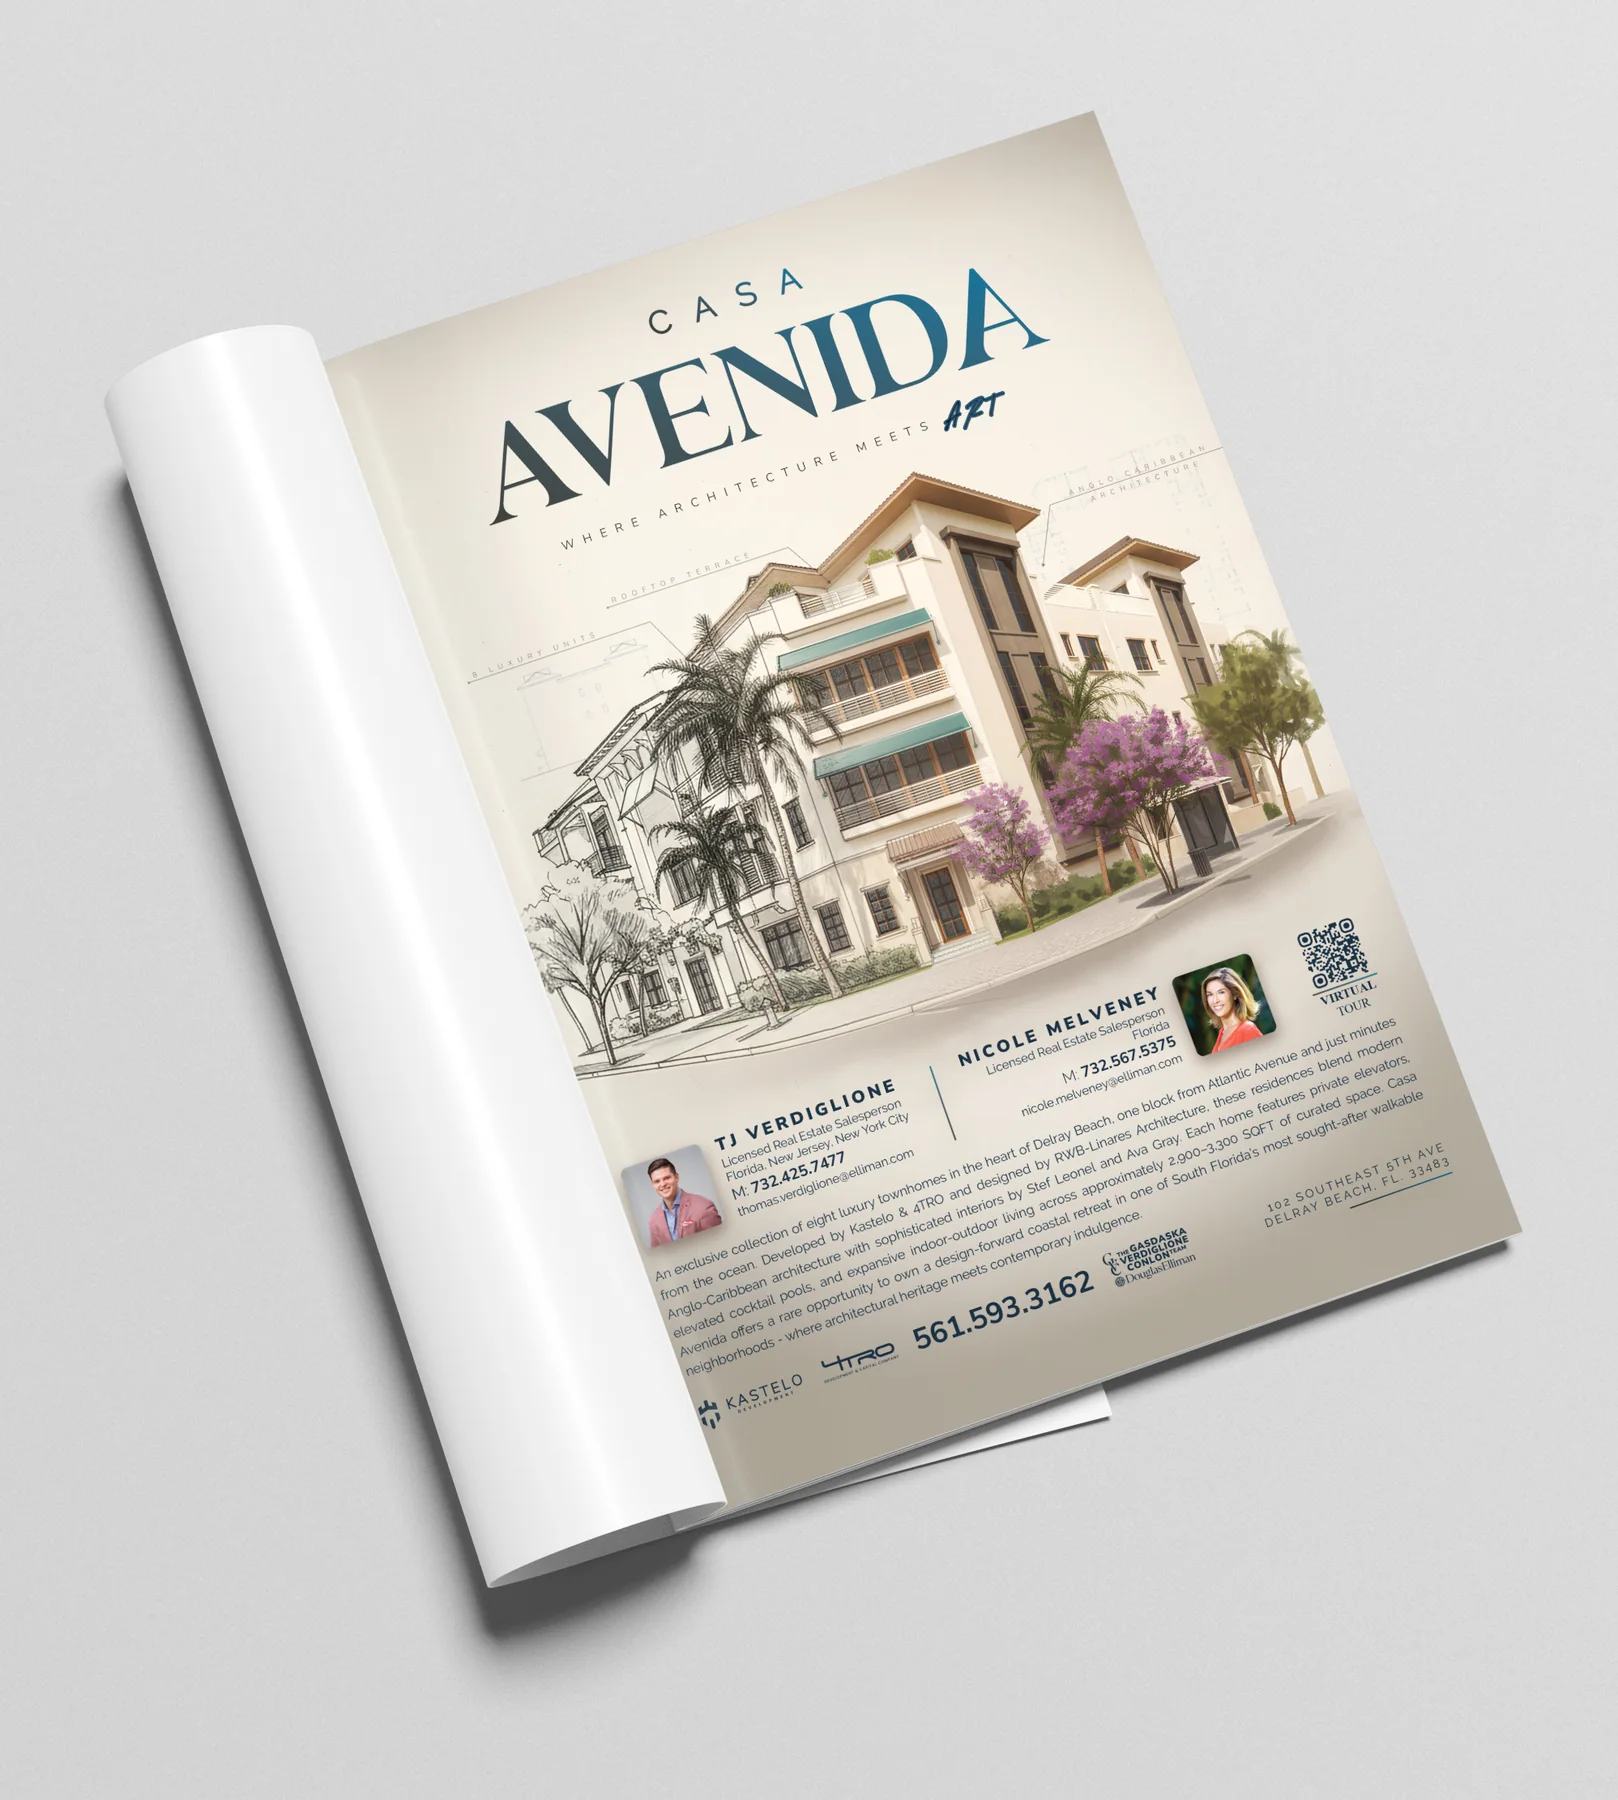 CASA
AVENIDA
WHERE ARCHITECTURE MEETS ART
ANGLO CARIBBEAN
ARCHITECTURE
ROOFTOP TERRACE
8 LUXURY UNITS
VIRTUAL
TOUR
NICOLE MELVENEY
Licensed Real Estate Salesperson
Florida
M: 732.567.5375
nicole.melveney@elliman.com
TJ VERDIGLIONE
Licensed Real Estate Salesperson
Florida, New Jersey, New York City
M: 732.425.7477
thomas.verdiglione@elliman.com
An exclusive collection of eight luxury townhomes in the heart of Delray Beach, one block from Atlantic Avenue and just minutes
from the ocean. Developed by Kastelo & 4TRO and designed by RWB-Linares Architecture, these residences blend modern
Anglo-Caribbean architecture with sophisticated interiors by Stef Leonel and Ava Gray. Each home features private elevators,
elevated cocktail pools, and expansive indoor-outdoor living across approximately 2,900-3,300 SQFT of curated space. Casa
Avenida offers a rare opportunity to own a design-forward coastal retreat in one of South Florida's most sought-after walkable
neighborhoods - where architectural heritage meets contemporary indulgence.
102 SOUTHEAST 5TH AVE
DELRAY BEACH, FL. 33483
KASTELO
DEVELOPMENT
4TRO
DEVELOPMENT & CAPITAL COMPANY
561.593.3162
THE GASDASKA
VERDIGLIONE
CONLON TEAM
@DouglasElliman